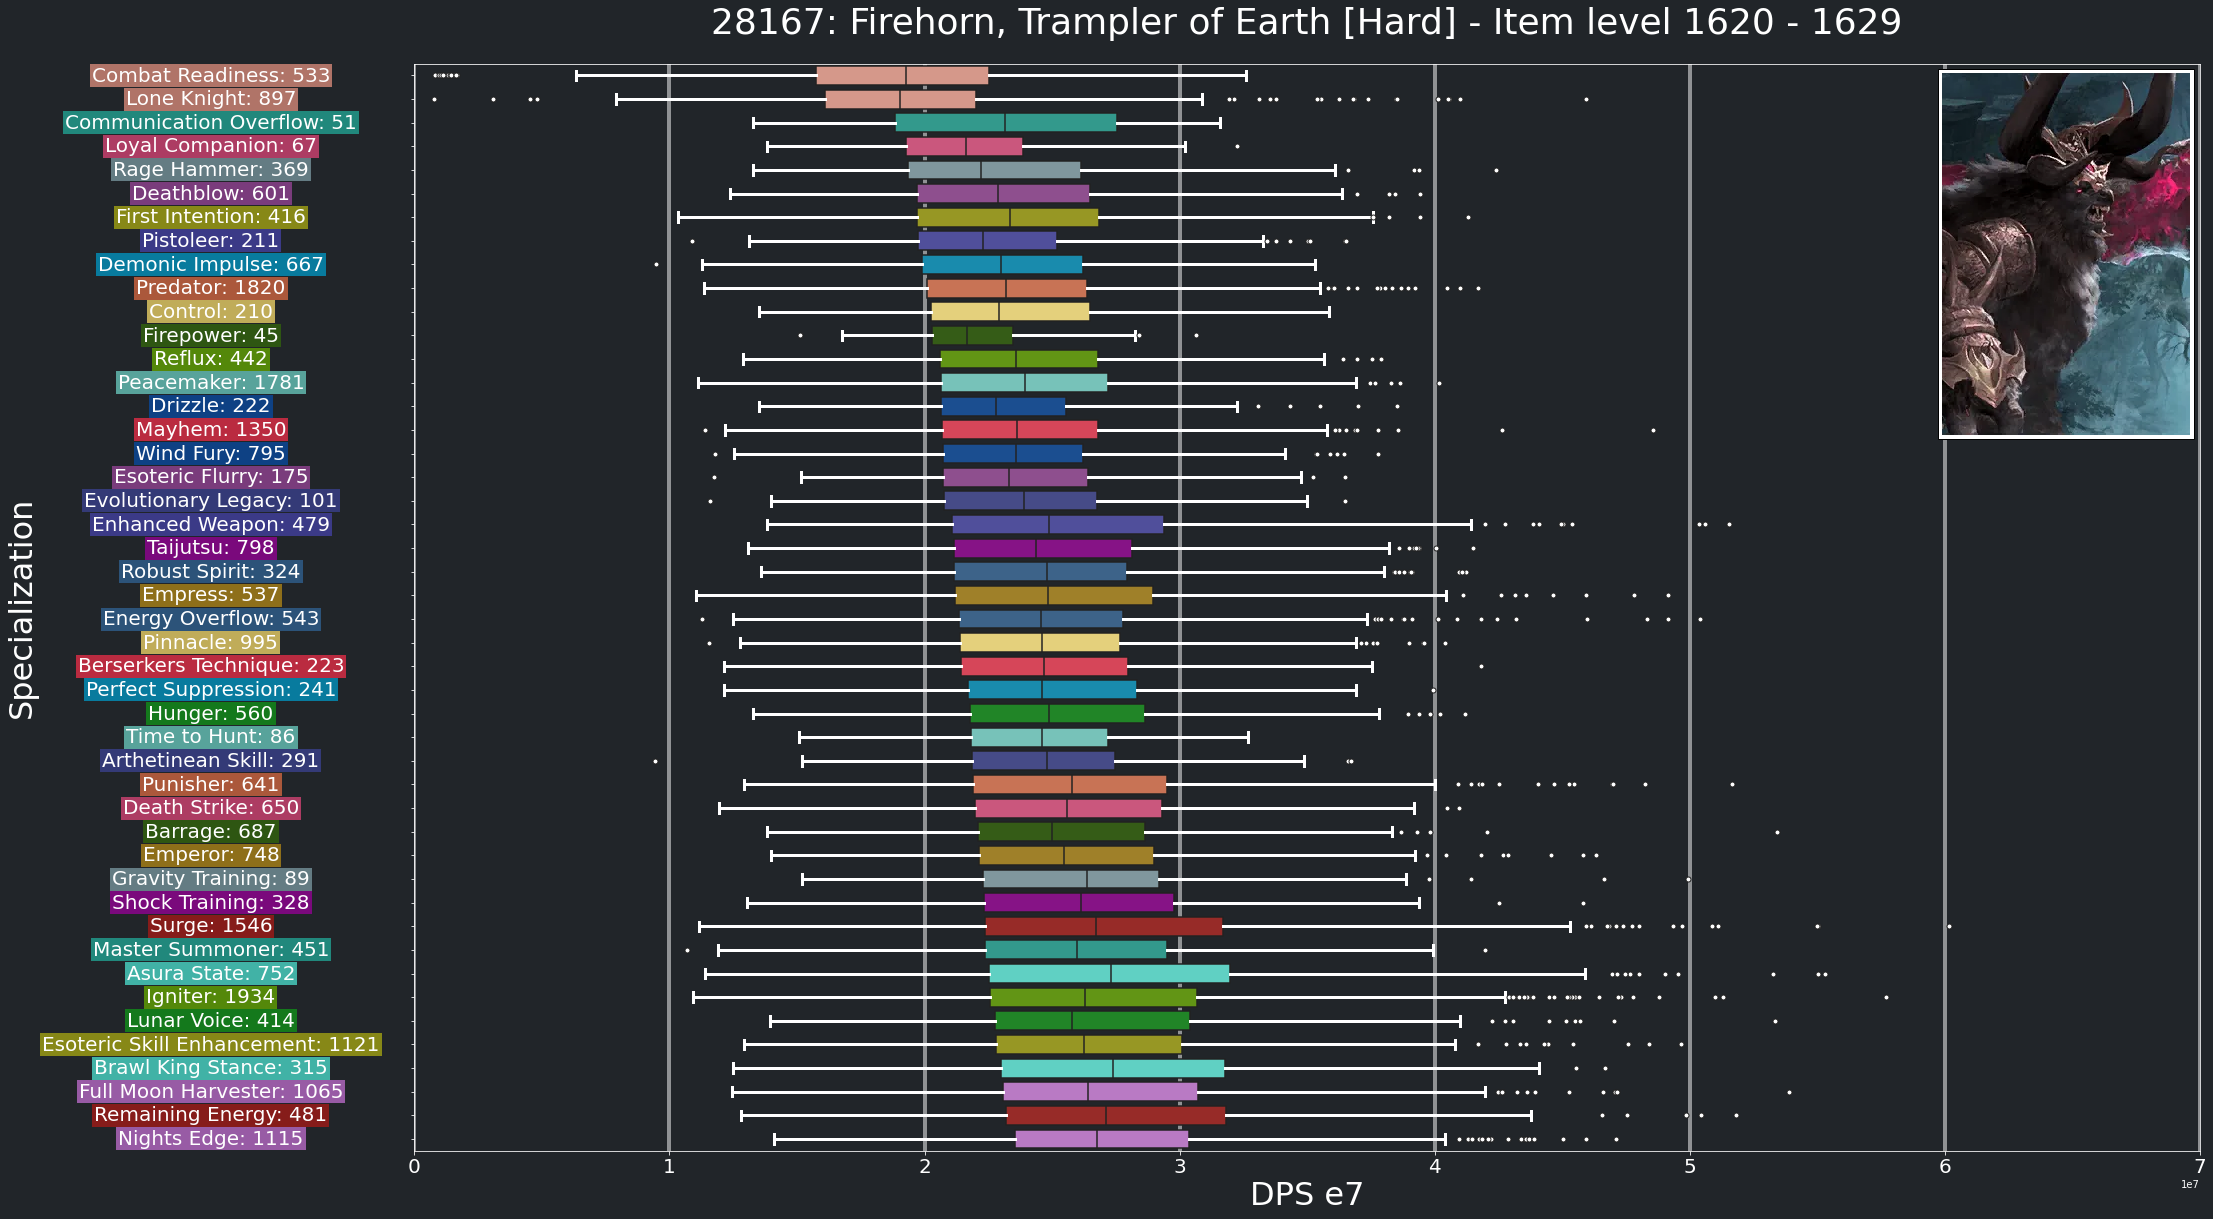 28167: Firehorn, Trampler of Earth [Hard] - Item level 1620 - 1629
Specialization
Combat Readiness: 533
Lone Knight: 897
Communication Overflow: 51
Loyal Companion: 67
Rage Hammer: 369
Deathblow: 601
First Intention: 416
Pistoleer: 211
Demonic Impulse: 667
Predator: 1820
Control: 210
Firepower: 45
Reflux: 442
Peacemaker: 1781
Drizzle: 222
Mayhem: 1350
Wind Fury: 795
Esoteric Flurry: 175
Evolutionary Legacy: 101
Enhanced Weapon: 479
Taijutsu: 798
Robust Spirit: 324
Empress: 537
Energy Overflow: 543
Pinnacle: 995
Berserkers Technique: 223
Perfect Suppression: 241
Hunger: 560
Time to Hunt: 86
Arthetinean Skill: 291
Punisher: 641
Death Strike: 650
Barrage: 687
Emperor: 748
Gravity Training: 89
Shock Training: 328
Surge: 1546
Master Summoner: 451
Asura State: 752
Igniter: 1934
Lunar Voice: 414
Esoteric Skill Enhancement: 1121
Brawl King Stance: 315
Full Moon Harvester: 1065
Remaining Energy: 481
Nights Edge: 1115
0 1 2 3 4 5 6 7
DPS e7
1e7